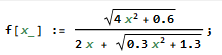 f[x_] := √(4 x² + 0.6) / (2 x + √(0.3 x² + 1.3)) ;